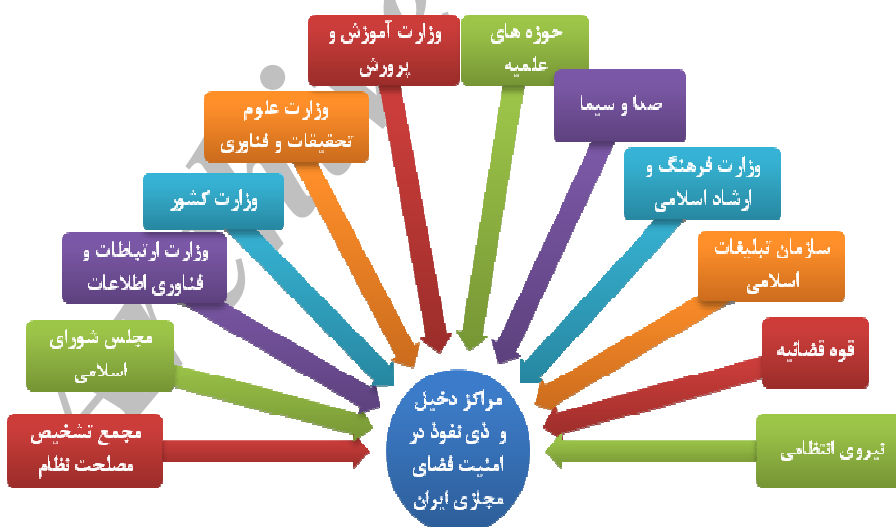 وزارت آموزش و
پرورش
حوزه های
علمیه
صدا و سیما
وزارت علوم
تحقیقات و فناوری
وزارت فرهنگ و
ارشاد اسلامی
وزارت کشور
سازمان تبلیغات
اسلامی
وزارت ارتباطات و
فناوری اطلاعات
قوه قضائیه
مجلس شورای
اسلامی
مجمع تشخیص
مصلحت نظام
نیروی انتظامی
مراکز دخیل
و ذی نفوذ در
امنیت فضای
مجازی ایران